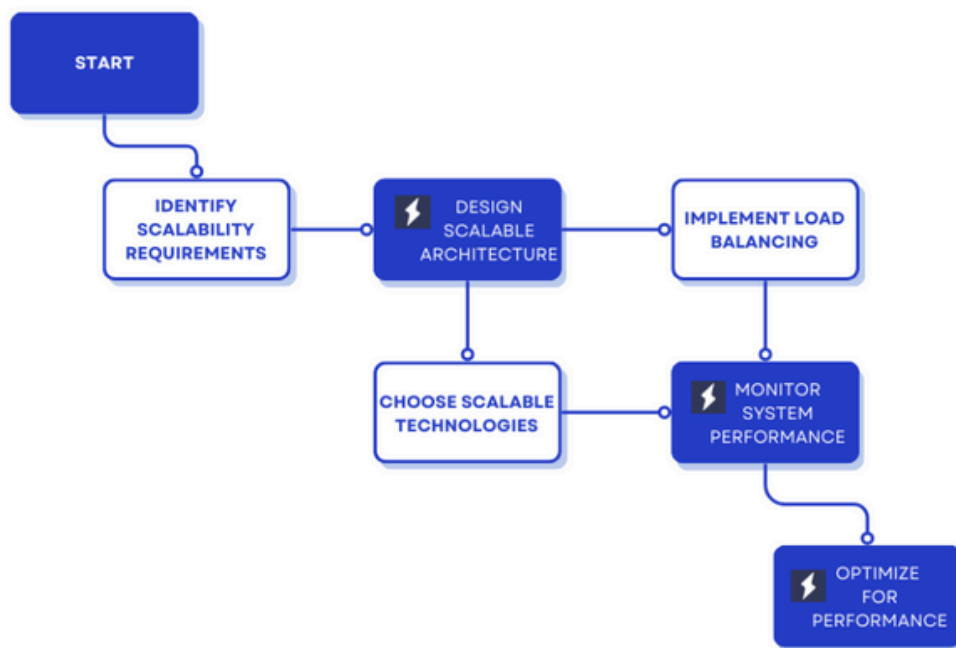 START
IDENTIFY
SCALABILITY
REQUIREMENTS
DESIGN
SCALABLE
ARCHITECTURE
IMPLEMENT LOAD
BALANCING
CHOOSE SCALABLE
TECHNOLOGIES
MONITOR
SYSTEM
PERFORMANCE
OPTIMIZE
FOR
PERFORMANCE